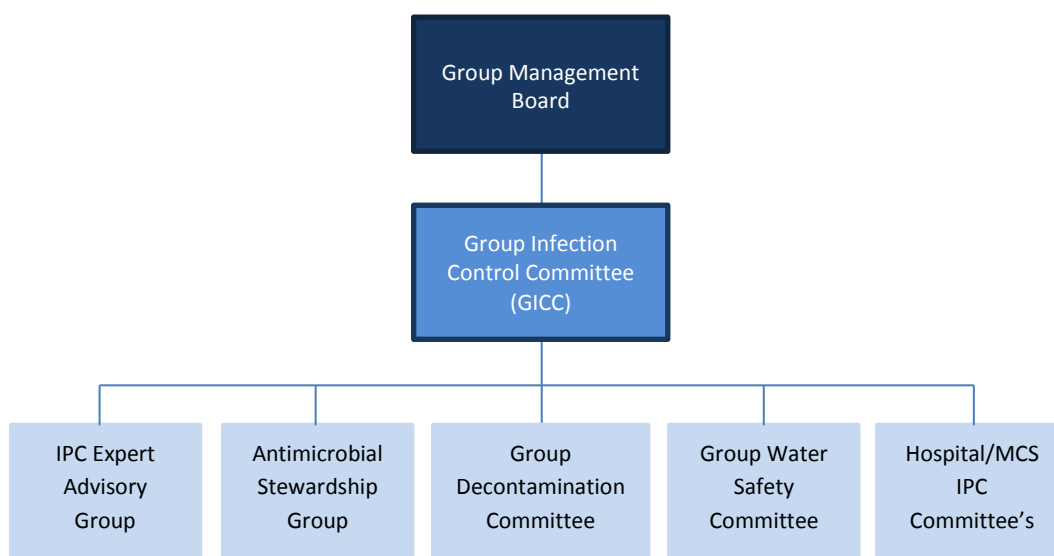 Group Management
Board
Group Infection
Control Committee
(GICC)
IPC Expert
Advisory
Group
Antimicrobial
Stewardship
Group
Group
Decontamination
Committee
Group Water
Safety
Committee
Hospital/MCS
IPC
Committee’s